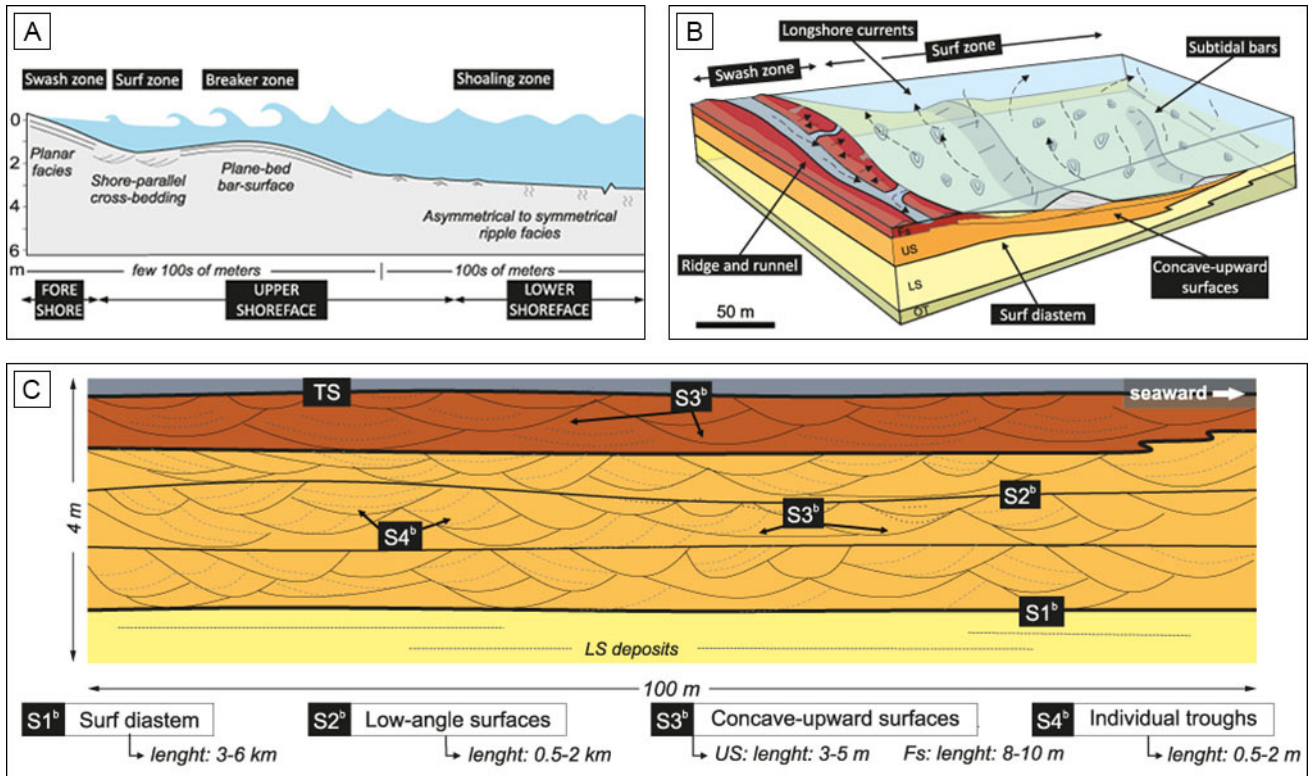 A
Swash zone Surf zone Breaker zone Shoaling zone
0
2
4
6
m
Planar
facies
Shore-parallel
cross-bedding
Plane-bed
bar-surface
Asymmetrical to symmetrical
ripple facies
few 100s of meters
100s of meters
FORE
SHORE
UPPER
SHOREFACE
LOWER
SHOREFACE
B
Longshore currents
Swash zone
Surf zone
Subtidal bars
Fs
US
LS
OT
Ridge and runnel
Concave-upward
surfaces
Surf diastem
50 m
C
TS
S3ᵇ
seaward
S2ᵇ
S4ᵇ
S3ᵇ
S1ᵇ
LS deposits
4 m
100 m
S1ᵇ Surf diastem
lenght: 3-6 km
S2ᵇ Low-angle surfaces
lenght: 0.5-2 km
S3ᵇ Concave-upward surfaces
US: lenght: 3-5 m Fs: lenght: 8-10 m
S4ᵇ Individual troughs
lenght: 0.5-2 m